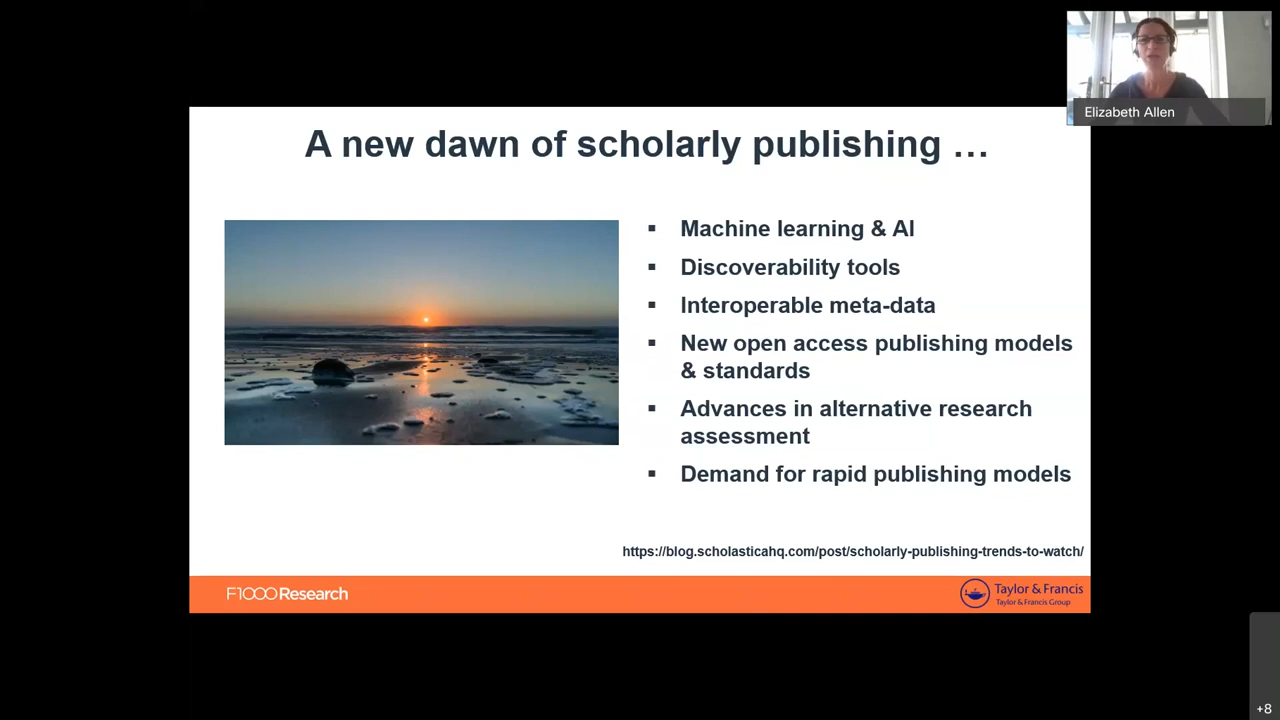 Elizabeth Allen
A new dawn of scholarly publishing …
▪ Machine learning & AI
▪ Discoverability tools
▪ Interoperable meta-data
▪ New open access publishing models
& standards
▪ Advances in alternative research
assessment
▪ Demand for rapid publishing models
https://blog.scholasticahq.com/post/scholarly-publishing-trends-to-watch/
F1000Research
Taylor & Francis
Taylor & Francis Group
+8